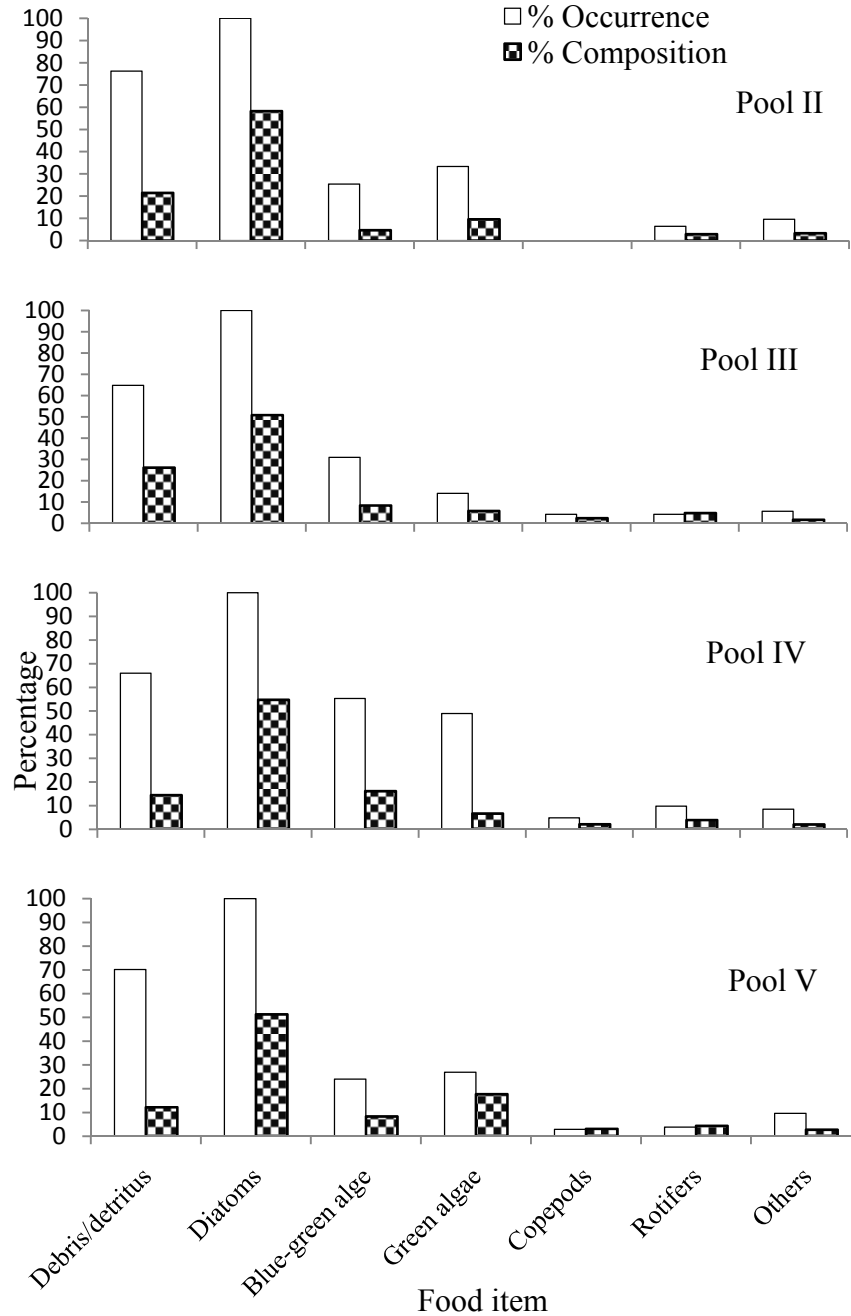 % Occurrence
% Composition
Pool II
100
90
80
70
60
50
40
30
20
10
0
Pool III
100
90
80
70
60
50
40
30
20
10
0
Pool IV
100
90
80
70
60
50
40
30
20
10
0
Percentage
Pool V
100
90
80
70
60
50
40
30
20
10
0
Debris/detritus
Diatoms
Blue-green alge
Green algae
Copepods
Rotifers
Others
Food item